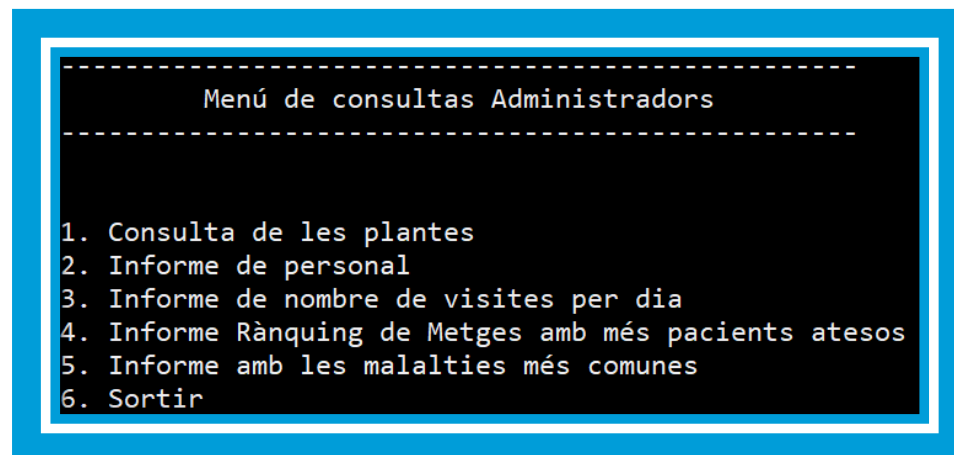 --------------------------------------------------
Menú de consultas Administradors
--------------------------------------------------
1. Consulta de les plantes
2. Informe de personal
3. Informe de nombre de visites per dia
4. Informe Rànquing de Metges amb més pacients atesos
5. Informe amb les malalties més comunes
6. Sortir